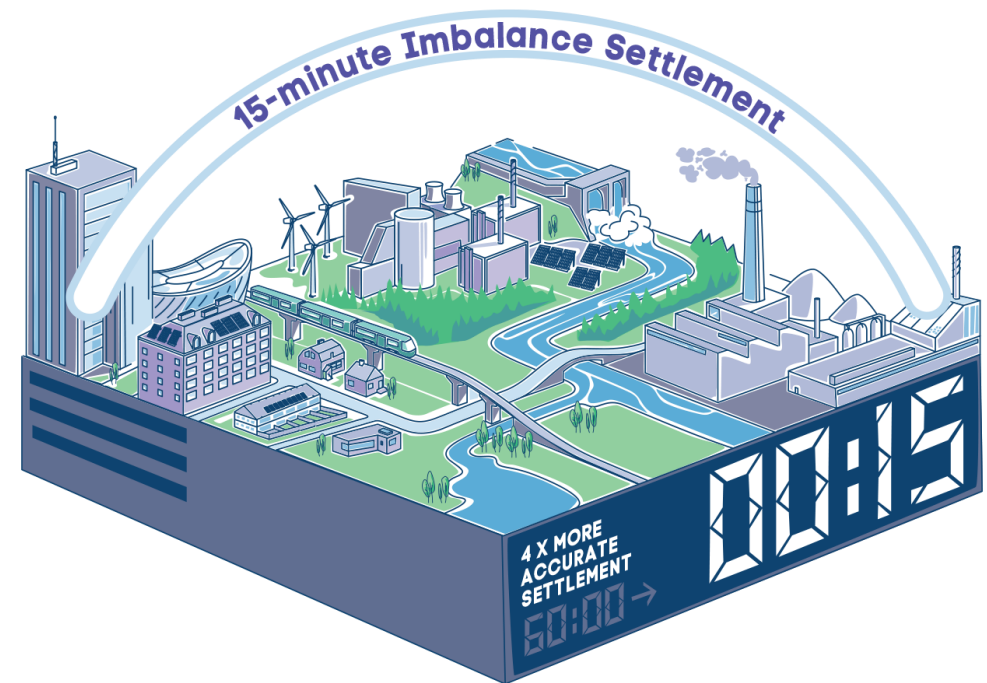 15-minute Imbalance Settlement
00:15
4 X MORE
ACCURATE
SETTLEMENT
60:00 →